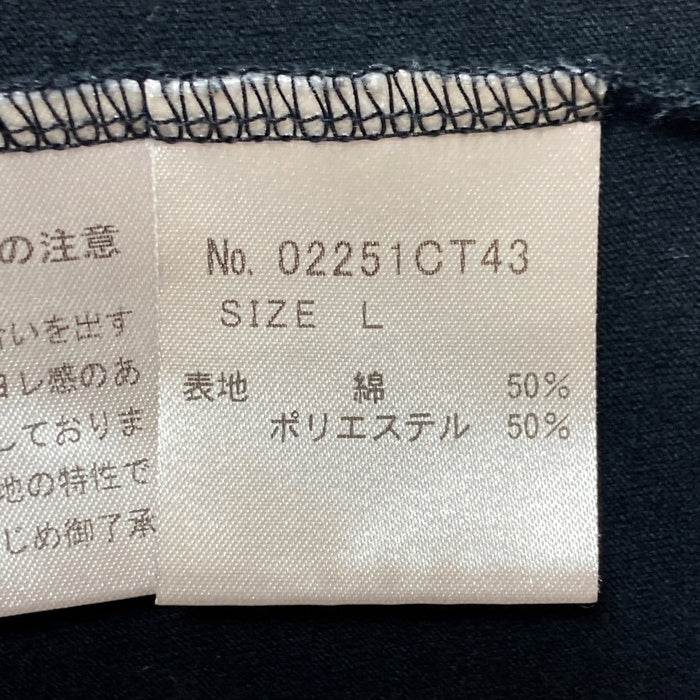 の注意
いを出す
ヨレ感のあ
しておりま
地の特性で
じめ御了承
No. 02251CT43
SIZE L
表地 綿 50%
ポリエステル 50%